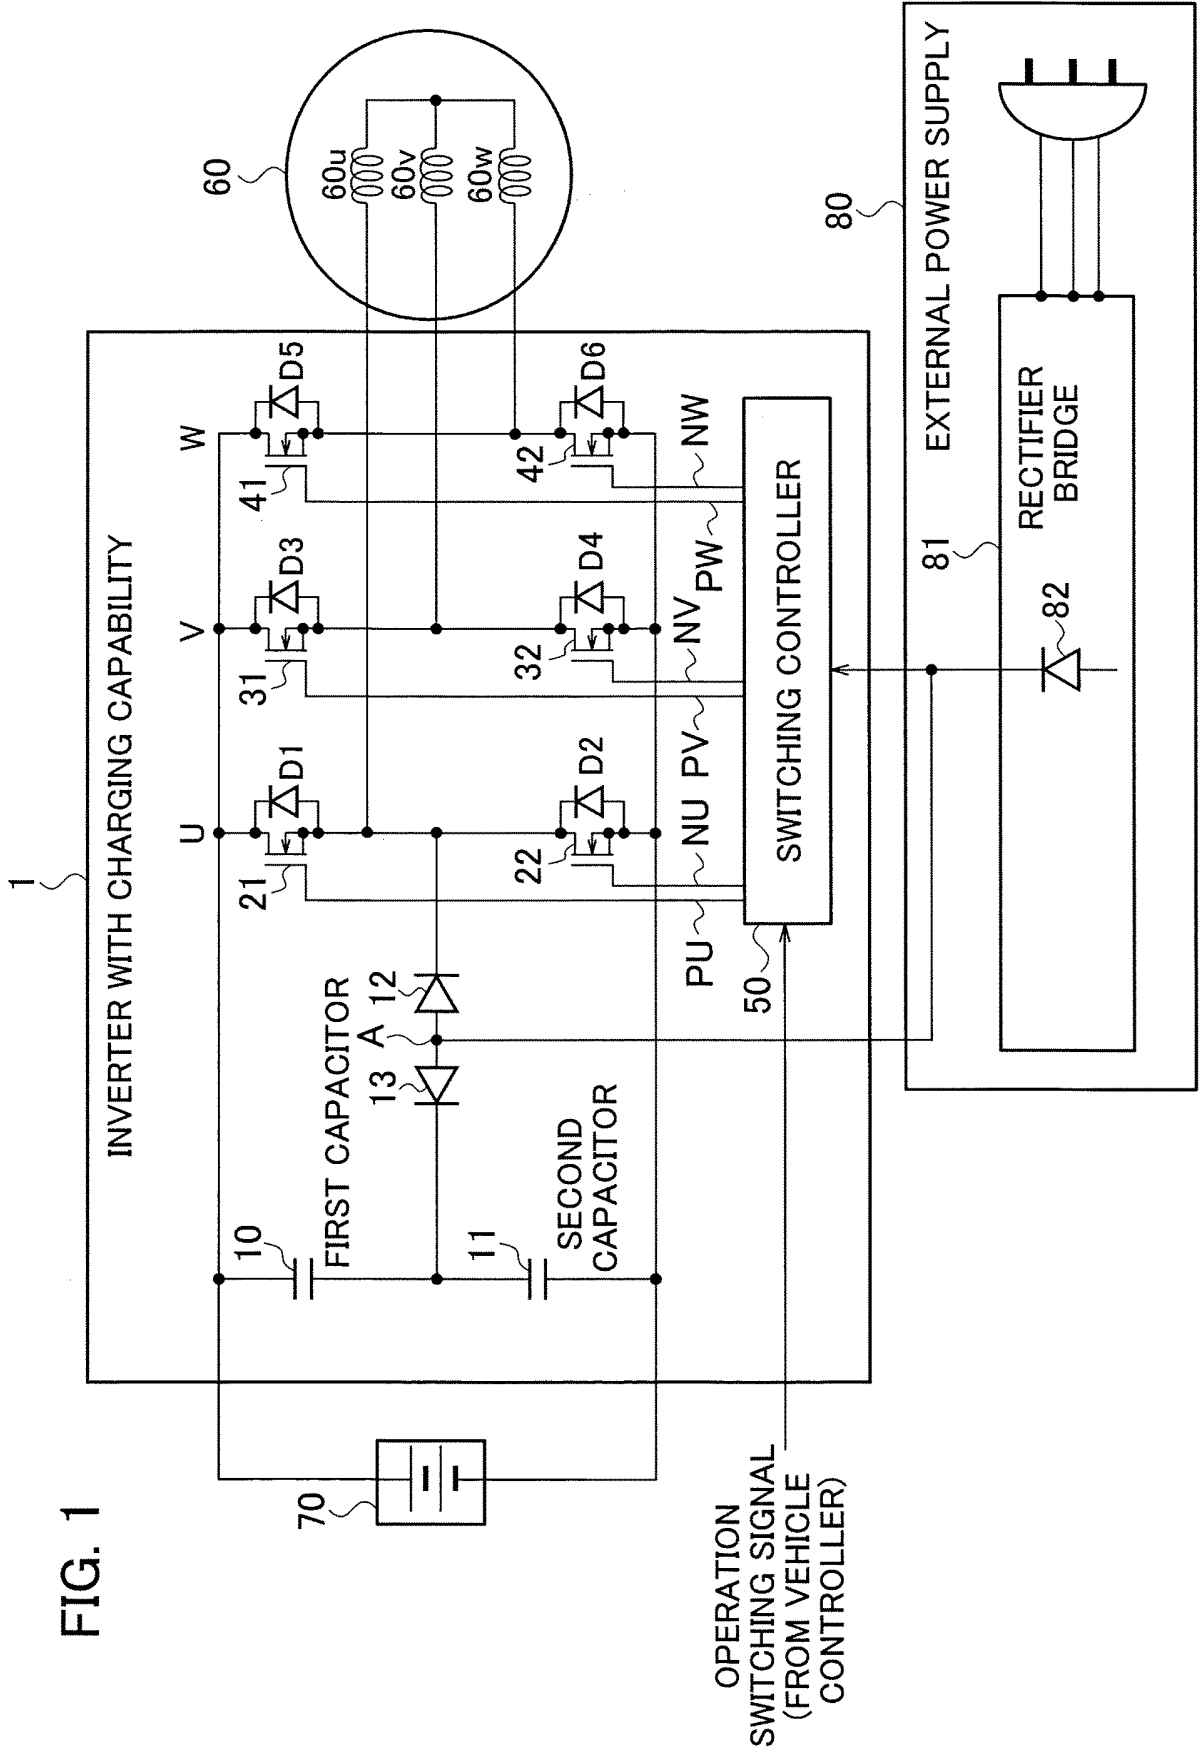 FIG. 1
1
INVERTER WITH CHARGING CAPABILITY
U
V
W
21
D1
31
D3
41
D5
10
FIRST CAPACITOR
A
13
12
11
SECOND
CAPACITOR
22
D2
32
D4
42
D6
60
60u
60v
60w
70
PU
NU
PV
NV
PW
NW
50
SWITCHING CONTROLLER
OPERATION
SWITCHING SIGNAL
(FROM VEHICLE
CONTROLLER)
80
EXTERNAL POWER SUPPLY
81
RECTIFIER
BRIDGE
82